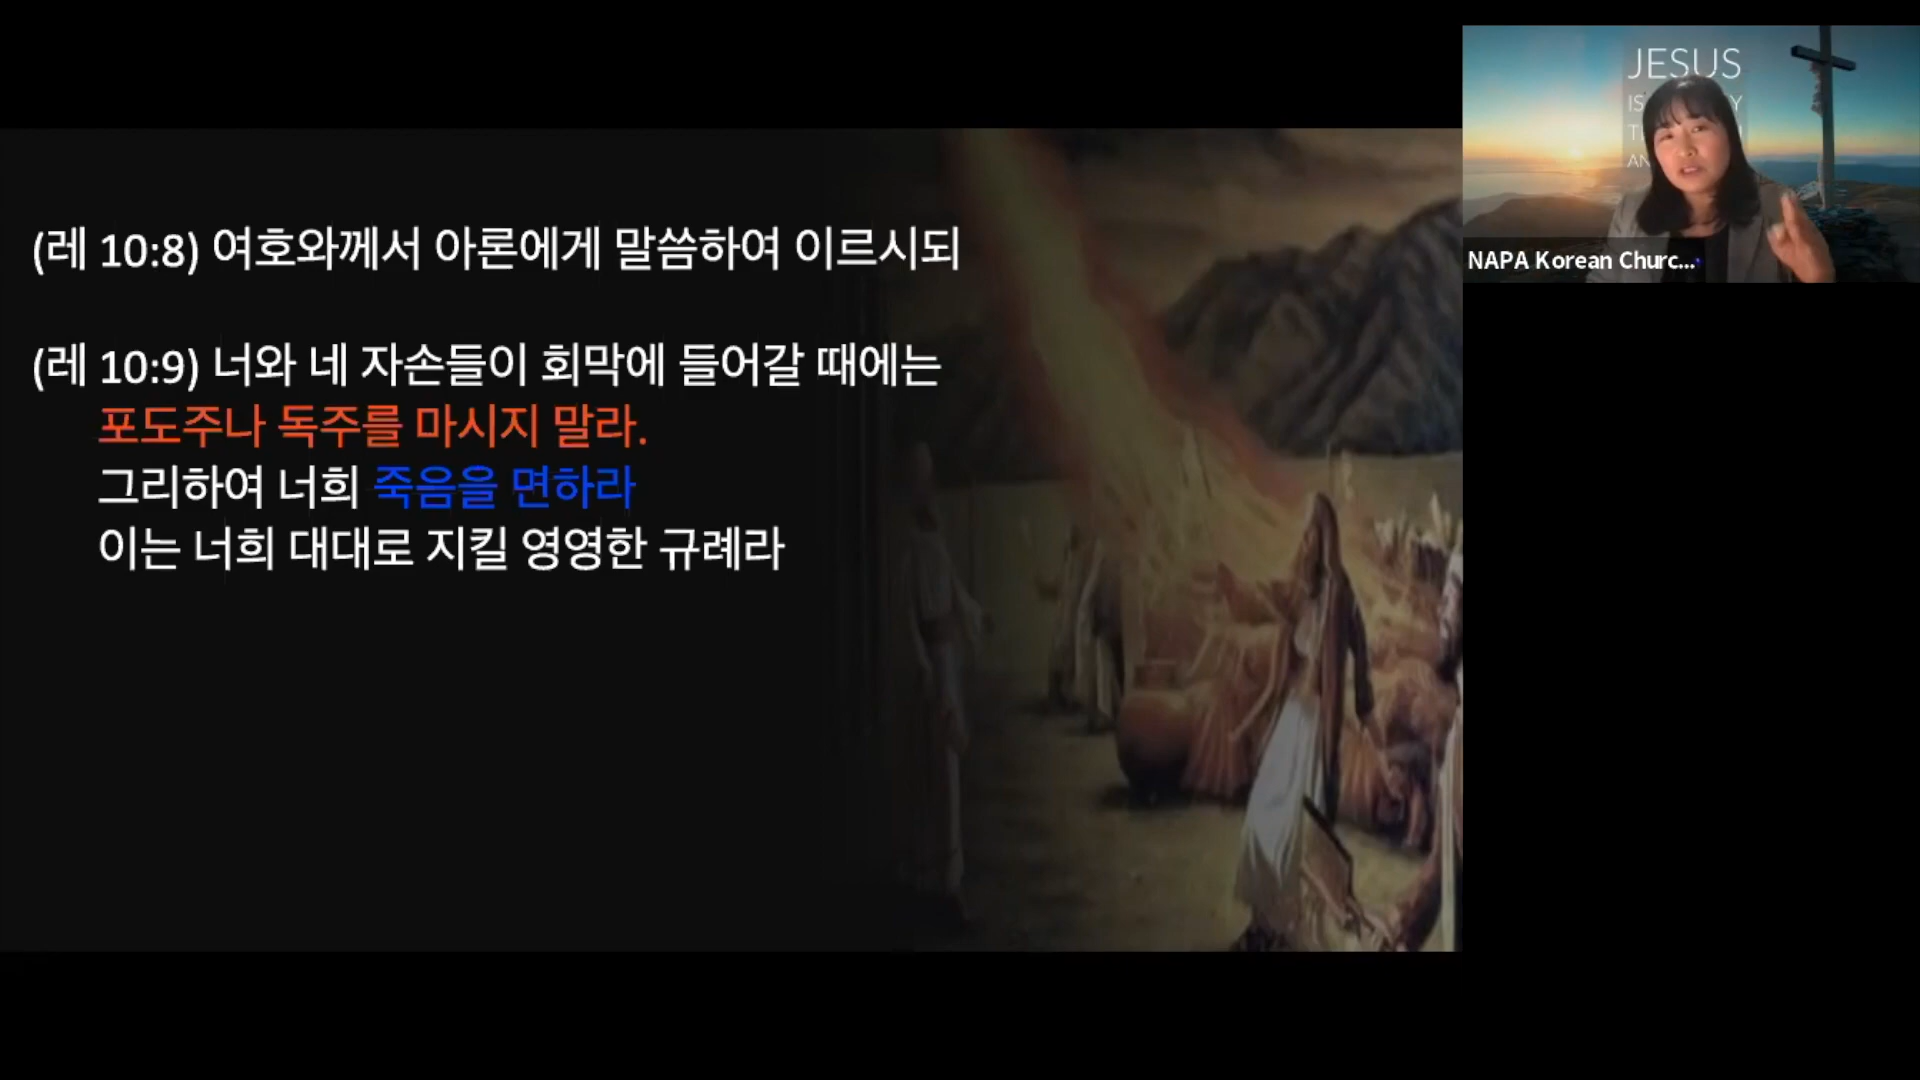 (레 10:8) 여호와께서 아론에게 말씀하여 이르시되
(레 10:9) 너와 네 자손들이 회막에 들어갈 때에는
포도주나 독주를 마시지 말라.
그리하여 너희 죽음을 면하라
이는 너희 대대로 지킬 영영한 규례라
JESUS
IS
AN
NAPA Korean Churc...